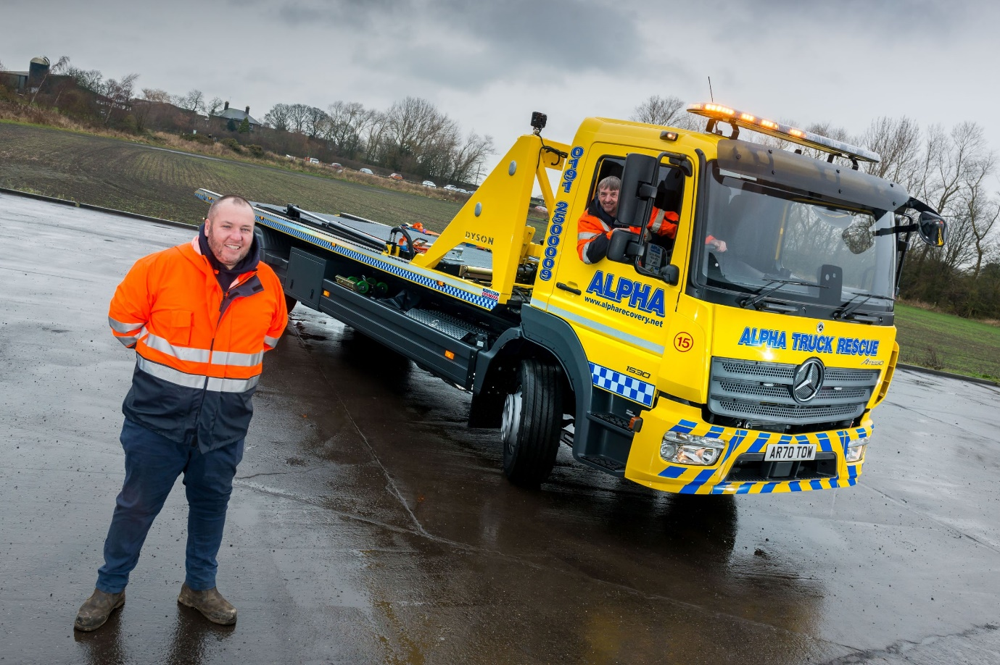 0191 2500009
DYSON
ALPHA
www.alpharecovery.net
15
1530
ALPHA TRUCK RESCUE
ATEGO
AR70 TOW